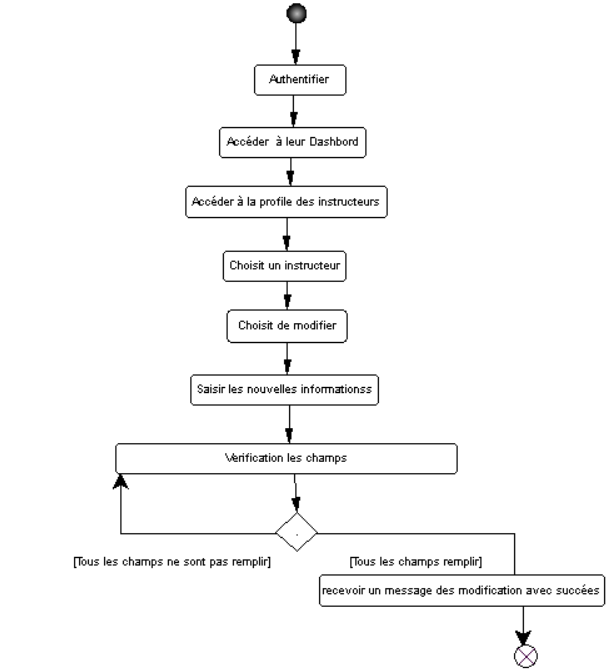 Authentifier
Accéder à leur Dashbord
Accéder à la profile des instructeurs
Choisit un instructeur
Choisit de modifier
Saisir les nouvelles informationss
Verification les champs
[Tous les champs ne sont pas remplir]
[Tous les champs remplir]
recevoir un message des modification avec succées